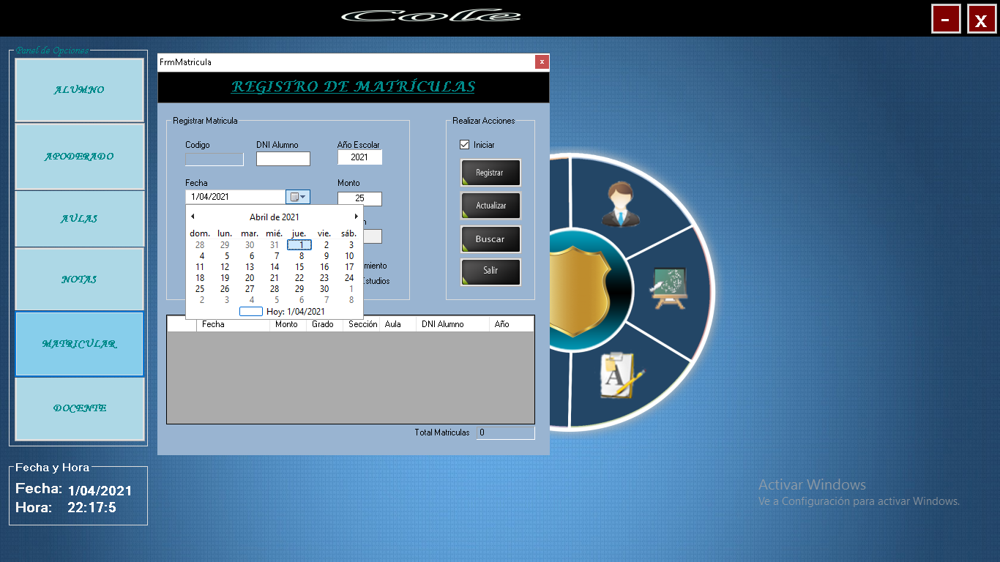 Cole
- x
Panel de Opciones
ALUMNO
APODERADO
AULAS
NOTAS
MATRICULAR
DOCENTE
Fecha y Hora
Fecha: 1/04/2021
Hora: 22:17:5
FrmMatricula x
REGISTRO DE MATRÍCULAS
Registrar Matricula
Codigo DNI Alumno Año Escolar
2021
Fecha Monto
1/04/2021 25
Abril de 2021
dom. lun. mar. mié. jue. vie. sáb.
28 29 30 31 1 2 3
4 5 6 7 8 9 10
11 12 13 14 15 16 17
18 19 20 21 22 23 24
25 26 27 28 29 30 1
2 3 4 5 6 7 8
Hoy: 1/04/2021
n
miento
studios
Realizar Acciones
Iniciar
Registrar
Actualizar
Buscar
Salir
Fecha Monto Grado Sección Aula DNI Alumno Año
Total Matriculas 0
A
Activar Windows
Ve a Configuración para activar Windows.